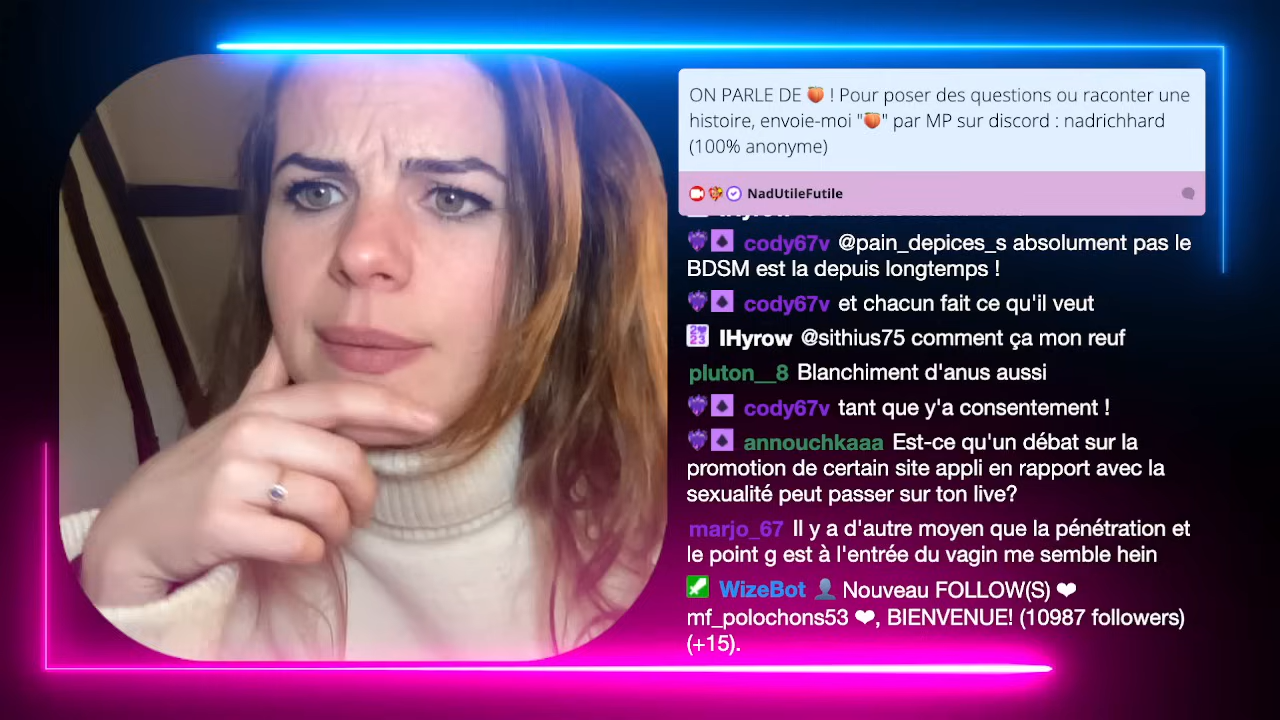 ON PARLE DE 🍑 ! Pour poser des questions ou raconter une
histoire, envoie-moi "🍑" par MP sur discord : nadrichhard
(100% anonyme)
NadUtileFutile
cody67v @pain_depices_s absolument pas le
BDSM est la depuis longtemps !
cody67v et chacun fait ce qu'il veut
IHyrow @sithius75 comment ça mon reuf
pluton__8 Blanchiment d'anus aussi
cody67v tant que y'a consentement !
annouchkaaa Est-ce qu'un débat sur la
promotion de certain site appli en rapport avec la
sexualité peut passer sur ton live?
marjo_67 Il y a d'autre moyen que la pénétration et
le point g est à l'entrée du vagin me semble hein
WizeBot 👤 Nouveau FOLLOW(S) ❤
mf_polochons53 ❤, BIENVENUE! (10987 followers)
(+15).